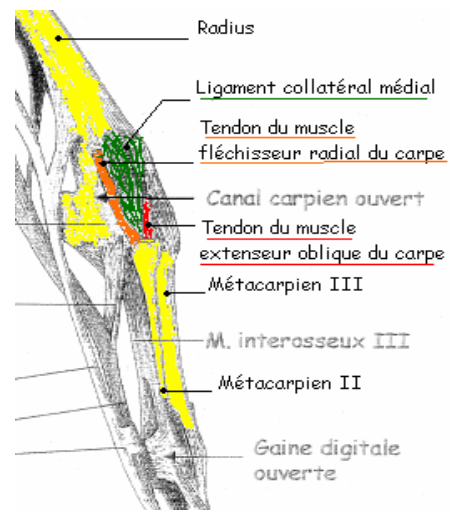 Radius
Ligament collatéral médial
Tendon du muscle
fléchisseur radial du carpe
Canal carpien ouvert
Tendon du muscle
extenseur oblique du carpe
Métacarpien III
M. interosseux III
Métacarpien II
Gaine digitale
ouverte